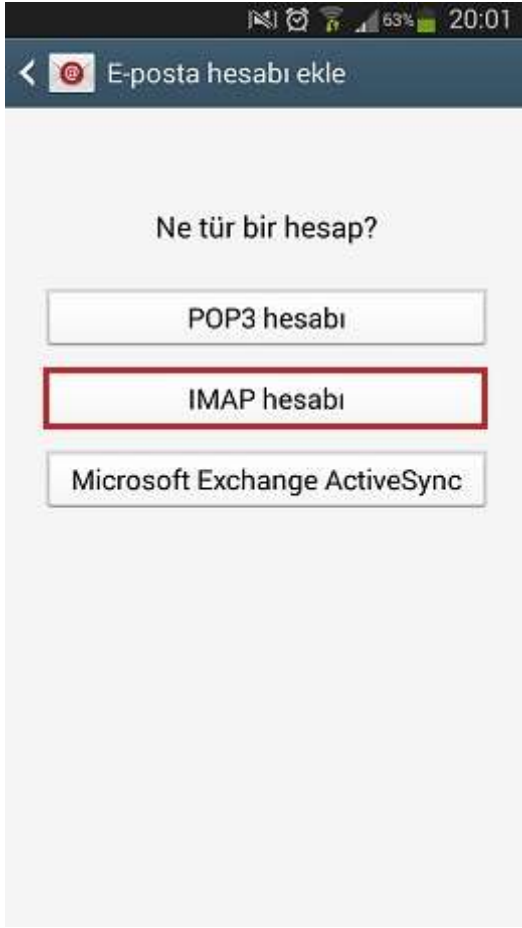 63% 20:01
E-posta hesabı ekle
Ne tür bir hesap?
POP3 hesabı
IMAP hesabı
Microsoft Exchange ActiveSync